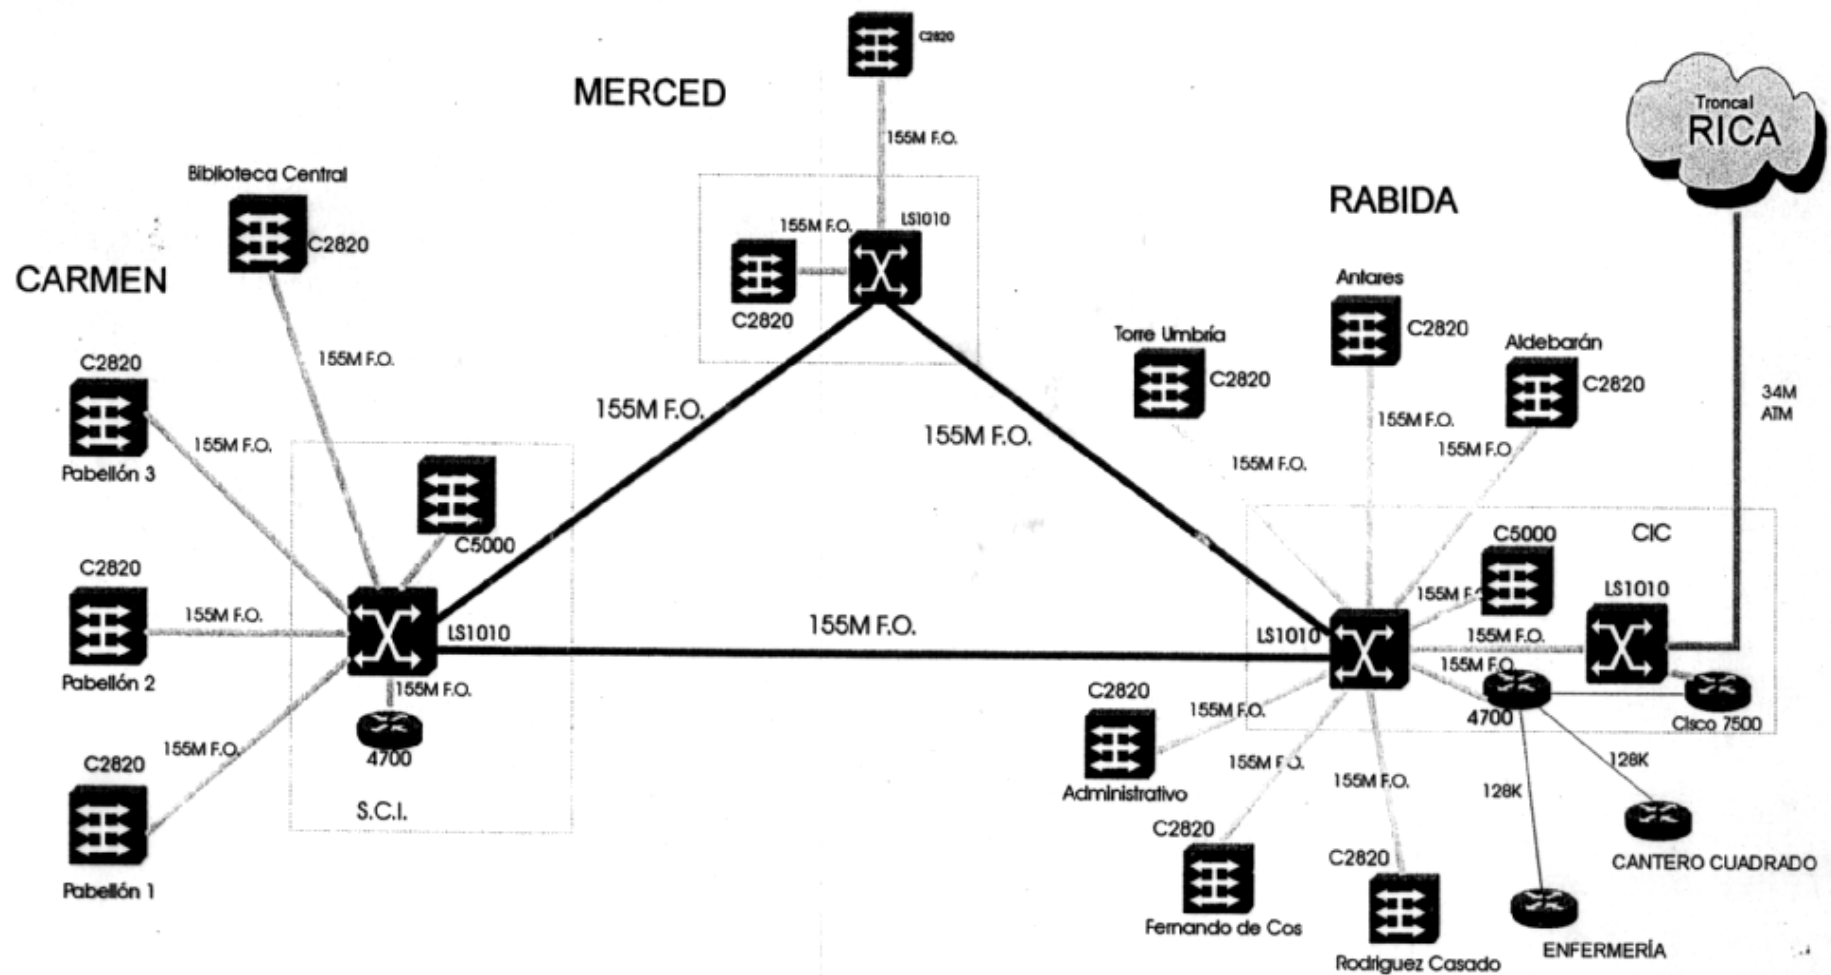 C2820
MERCED
155M F.O.
Troncal
RICA
Biblioteca Central
C2820
CARMEN
155M F.O.
LS1010
C2820
RABIDA
Antares
C2820
Torre Umbría
C2820
Aldebarán
C2820
155M F.O.
C2820
Pabellón 3
155M F.O.
155M F.O.
155M F.O.
155M F.O.
155M F.O.
155M F.O.
34M
ATM
C5000
C5000
CIC
C2820
Pabellón 2
155M F.O.
LS1010
155M F.O.
LS1010
155M F.O.
155M F.O.
LS1010
155M F.O.
155M F.O.
4700
155M F.O.
4700
Cisco 7500
C2820
Administrativo
155M F.O.
C2820
Pabellón 1
155M F.O.
S.C.I.
155M F.O.
155M F.O.
128K
128K
C2820
Fernando de Cos
C2820
Rodriguez Casado
CANTERO CUADRADO
ENFERMERÍA